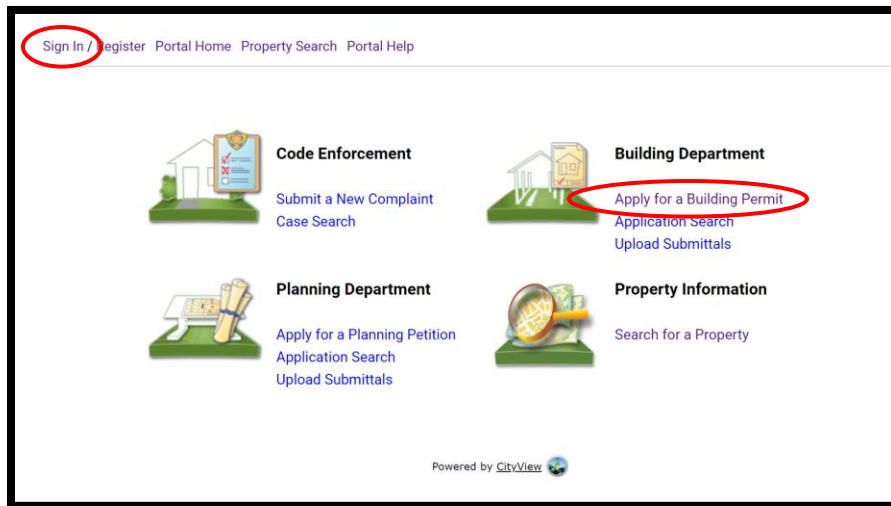 Sign In / Register Portal Home Property Search Portal Help
Code Enforcement
Submit a New Complaint
Case Search
Building Department
Apply for a Building Permit
Application Search
Upload Submittals
Planning Department
Apply for a Planning Petition
Application Search
Upload Submittals
Property Information
Search for a Property
Powered by CityView